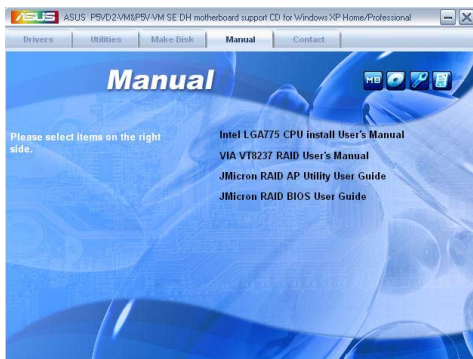 ASUS ASUS P5VD2-VM&P5V-VM SE DH motherboard support CD for Windows XP Home/Professional
Drivers Utilities Make Disk Manual Contact
Manual
MB
Please select items on the right
side.
Intel LGA775 CPU install User's Manual
VIA VT8237 RAID User's Manual
JMicron RAID AP Utility User Guide
JMicron RAID BIOS User Guide